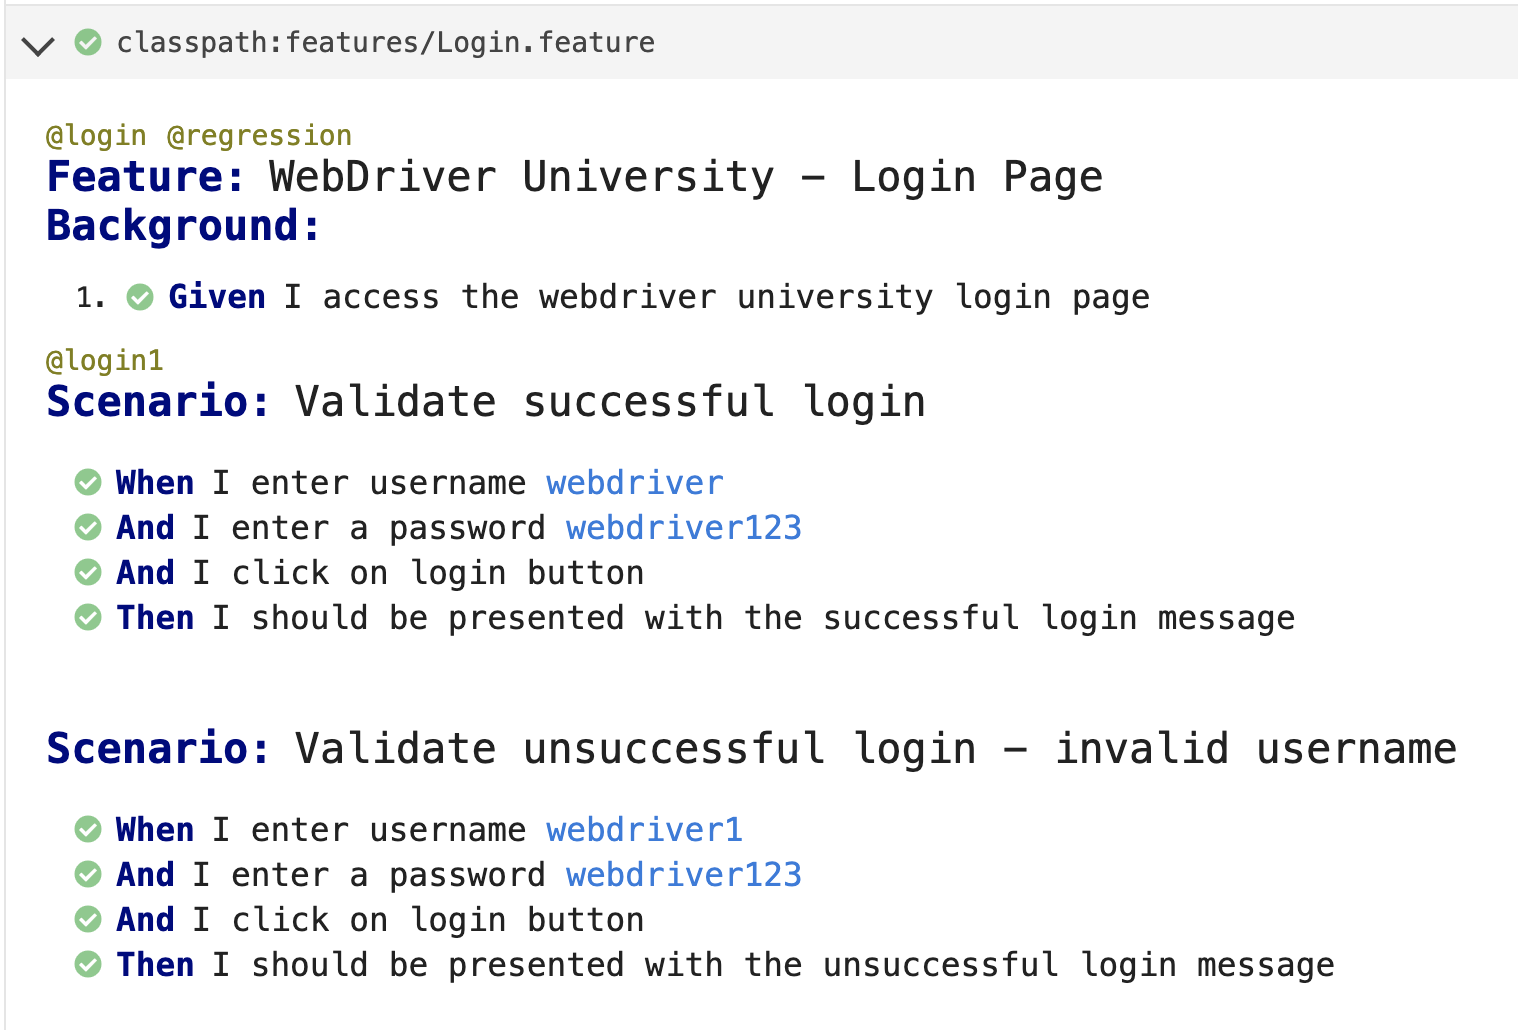 classpath:features/Login.feature
@login @regression
Feature: WebDriver University – Login Page
Background:
1. Given I access the webdriver university login page
@login1
Scenario: Validate successful login
When I enter username webdriver
And I enter a password webdriver123
And I click on login button
Then I should be presented with the successful login message
Scenario: Validate unsuccessful login – invalid username
When I enter username webdriver1
And I enter a password webdriver123
And I click on login button
Then I should be presented with the unsuccessful login message